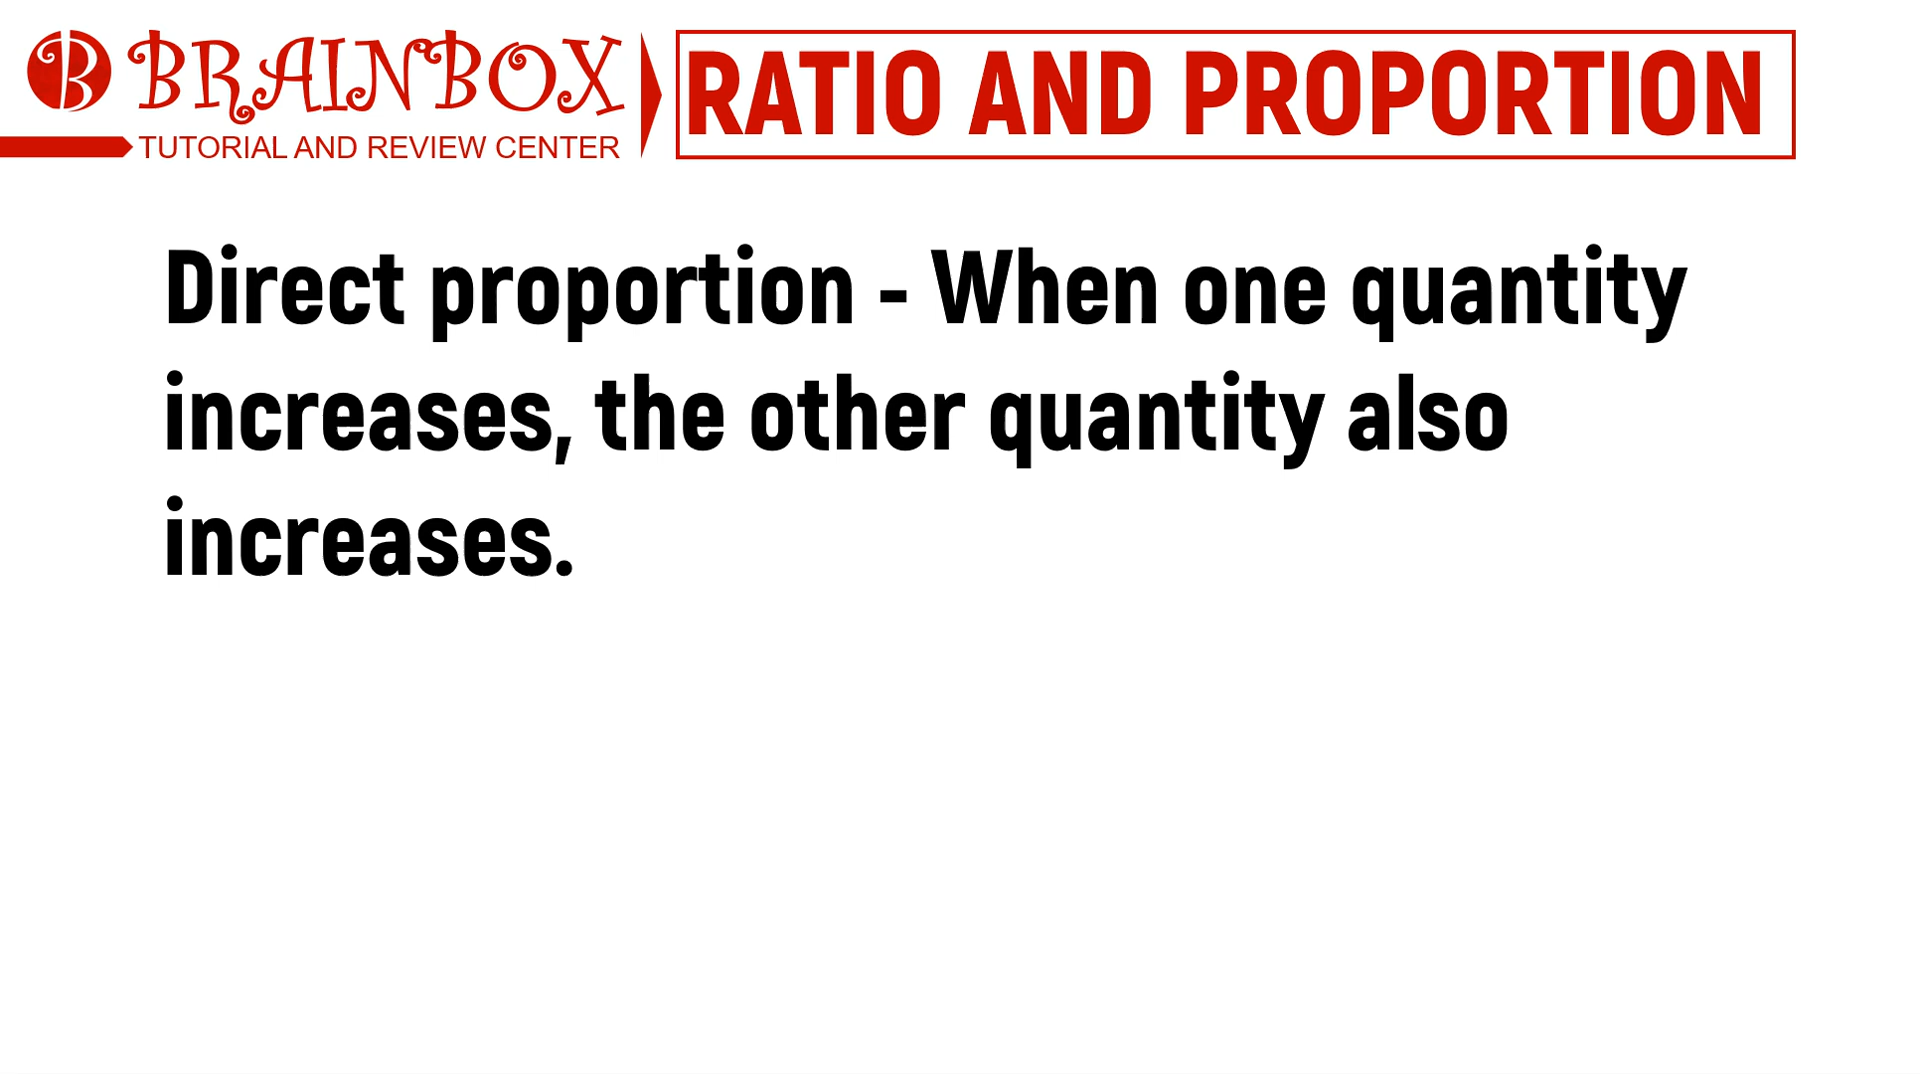 B BRAINBOX
TUTORIAL AND REVIEW CENTER
RATIO AND PROPORTION
Direct proportion - When one quantity
increases, the other quantity also
increases.